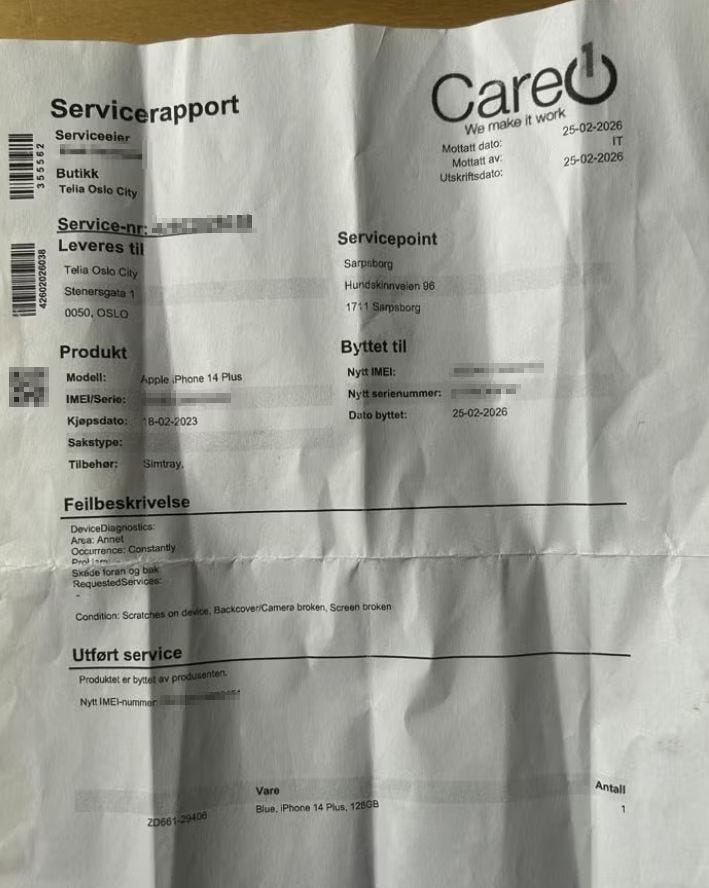 Servicerapport
Care1
We make it work
Serviceeier
Mottatt dato: 25-02-2026
Mottatt av: IT
Utskriftsdato: 25-02-2026
355562
Butikk
Telia Oslo City
Service-nr:
Leveres til
Telia Oslo City
Stenersgata 1
0050, OSLO
42602026038
Servicepoint
Sarpsborg
Hundskinnveien 96
1711 Sarpsborg
Produkt
Modell: Apple iPhone 14 Plus
IMEI/Serie:
Kjøpsdato: 18-02-2023
Sakstype:
Tilbehør: Simtray,
Byttet til
Nytt IMEI:
Nytt serienummer:
Dato byttet: 25-02-2026
Feilbeskrivelse
DeviceDiagnostics:
Area: Annet
Occurrence: Constantly
Skede foran og bak
RequestedServices:
-
Condition: Scratches on device, Backcover/Camera broken, Screen broken
Utført service
Produktet er byttet av produsenten.
Nytt IMEI-nummer:
Vare Antall
ZD661-29406 Blue, iPhone 14 Plus, 128GB 1